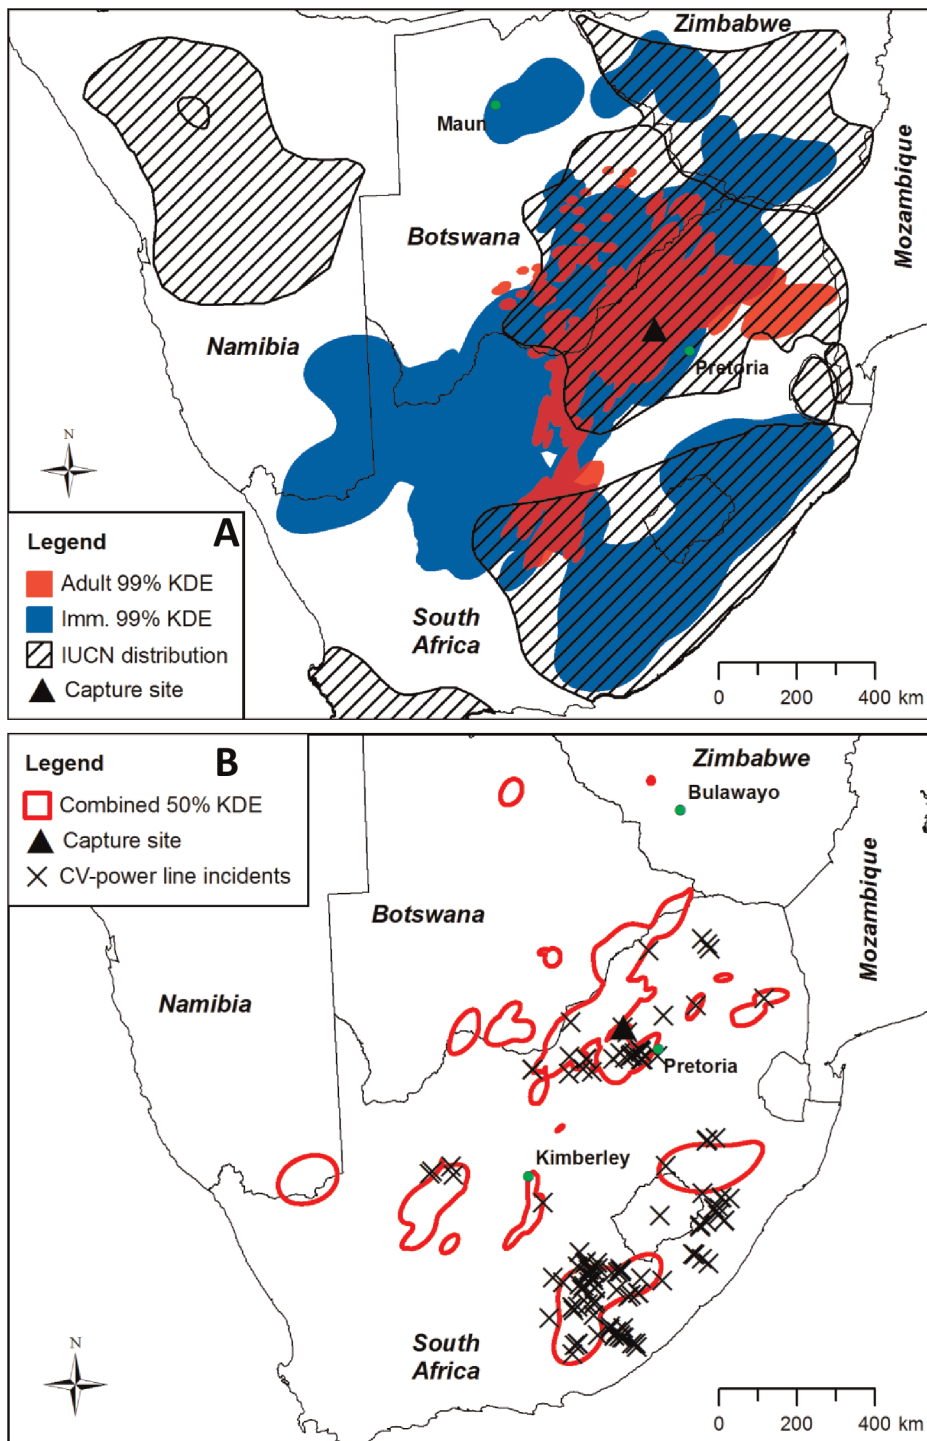 Zimbabwe
Maun
Mozambique
Botswana
Namibia
Pretoria
N
A
Legend
Adult 99% KDE
Imm. 99% KDE
IUCN distribution
Capture site
South
Africa
0 200 400 km
B
Legend
Combined 50% KDE
Capture site
CV-power line incidents
Zimbabwe
Bulawayo
Mozambique
Botswana
Namibia
Pretoria
Kimberley
South
Africa
N
0 200 400 km